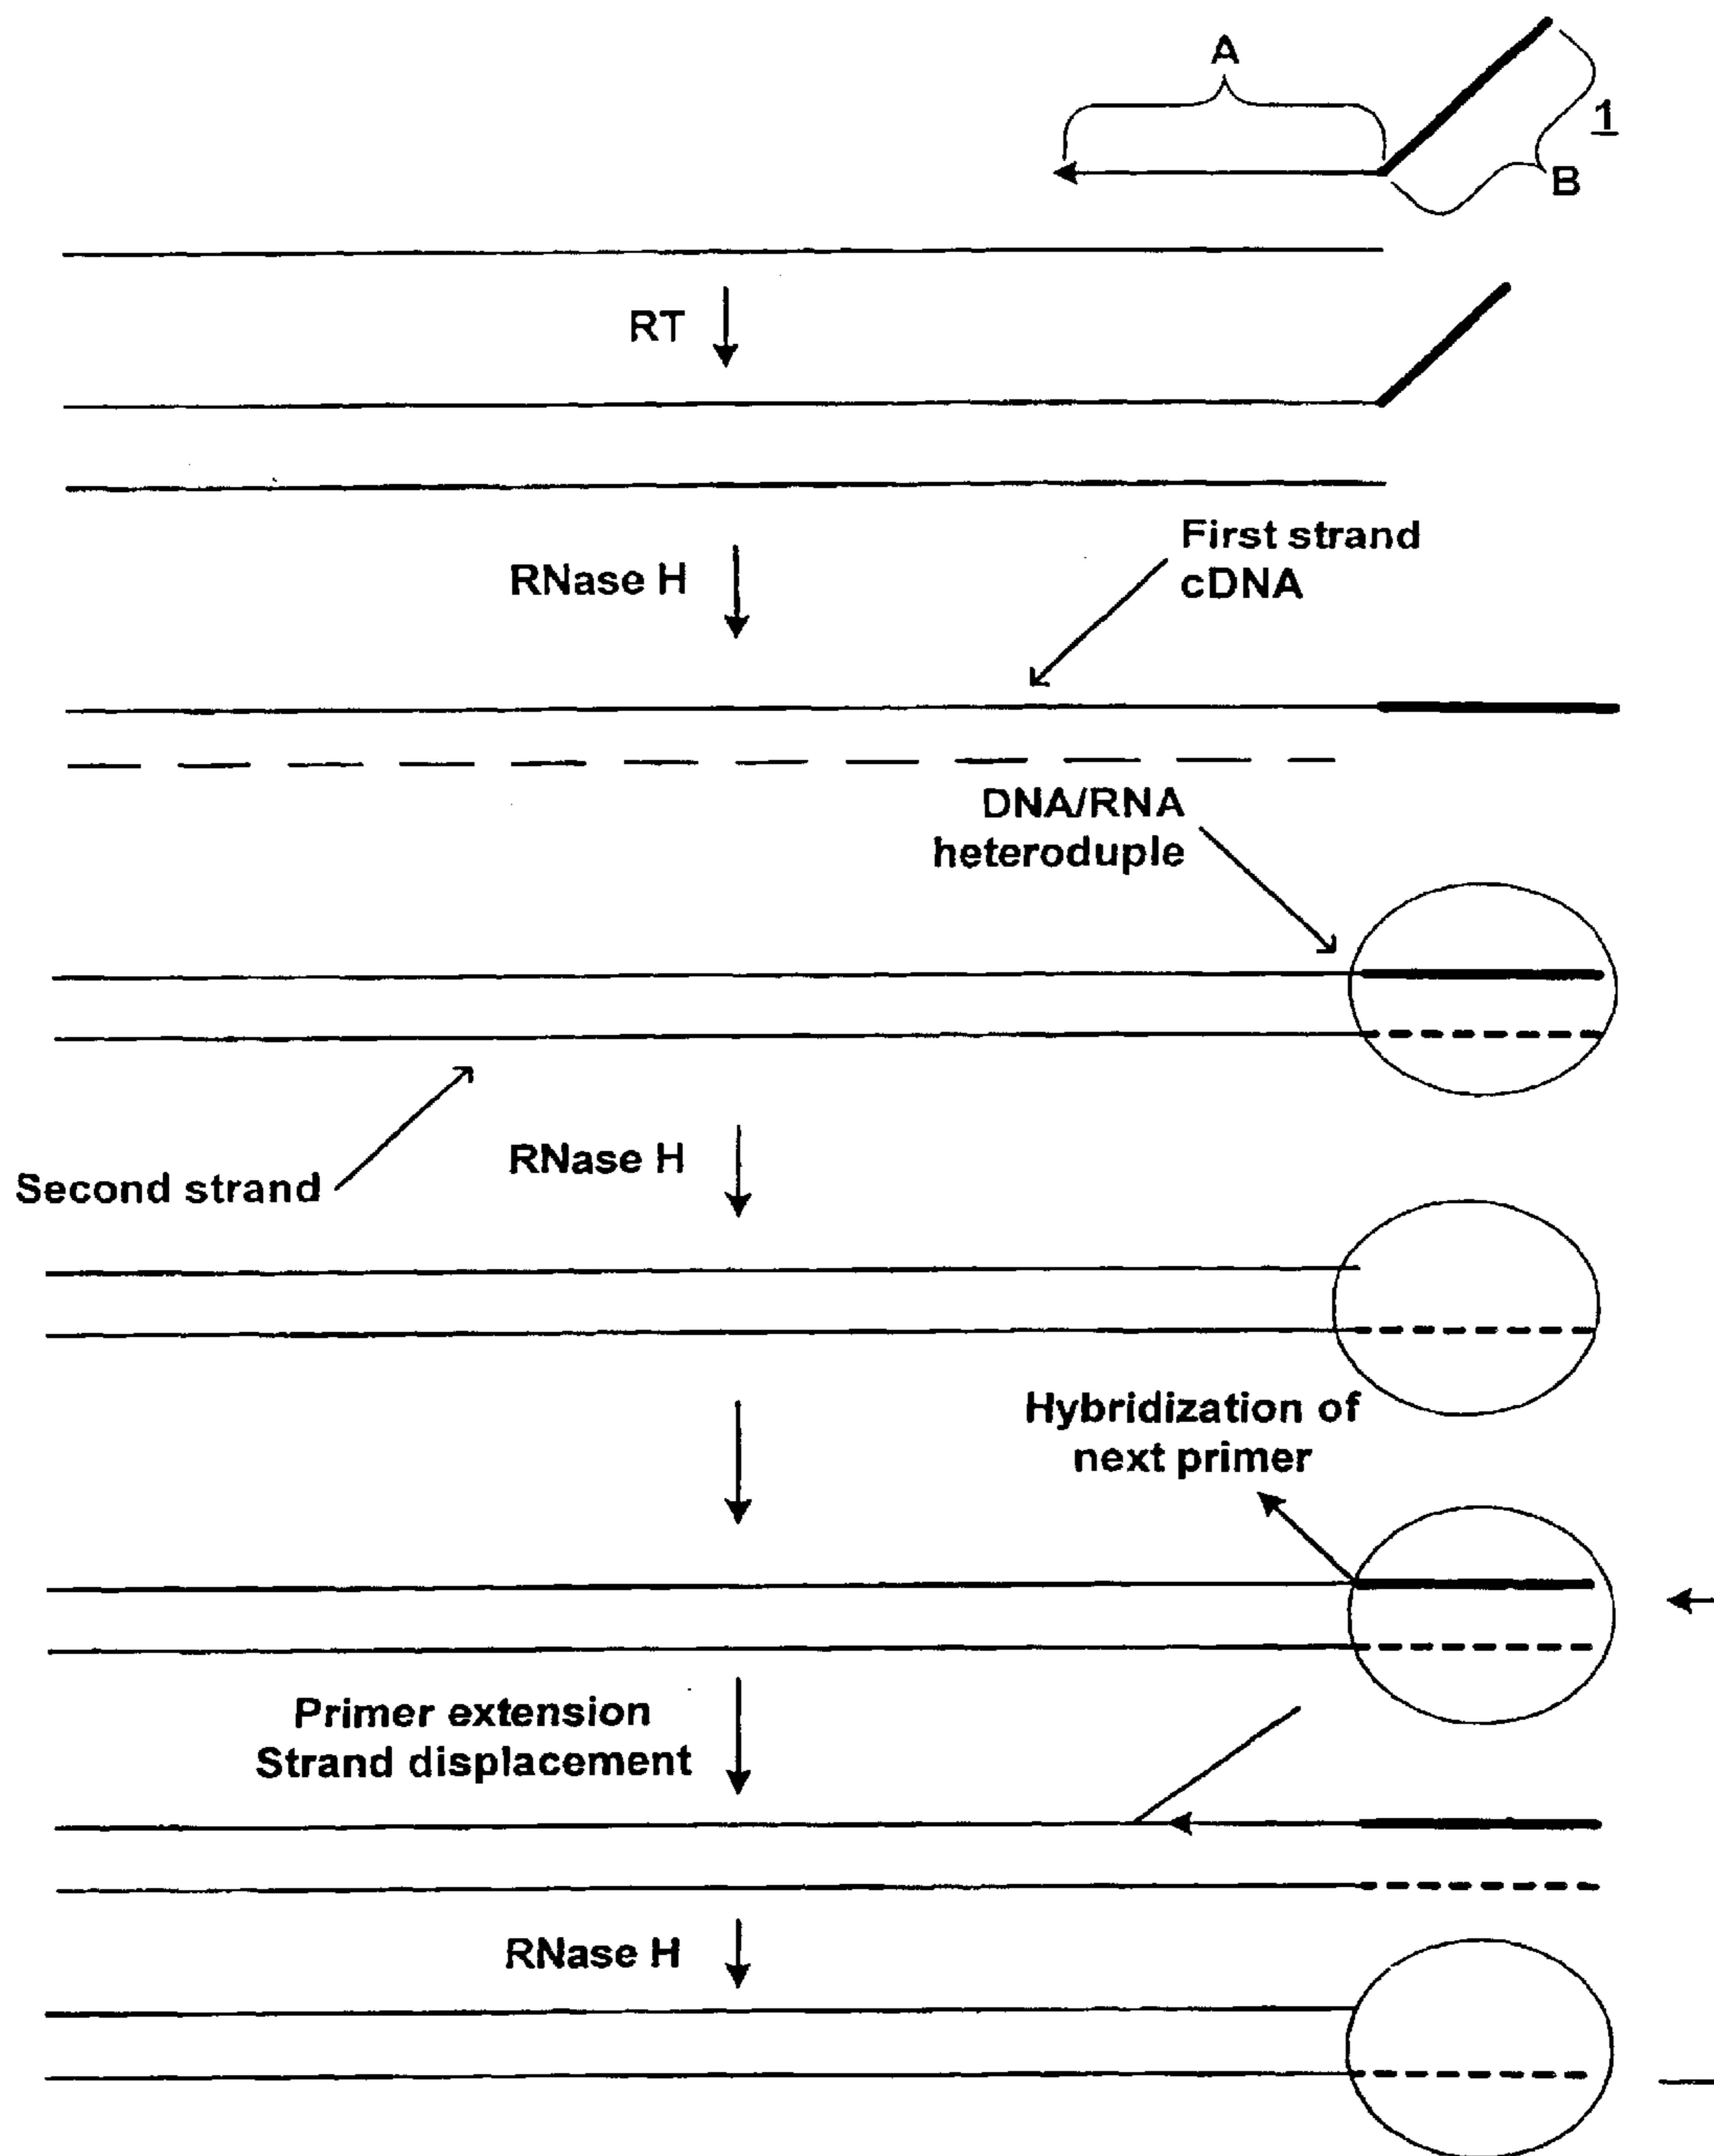 A
1
B
RT
First strand
cDNA
RNase H
DNA/RNA
heteroduple
Second strand
RNase H
Hybridization of
next primer
Primer extension
Strand displacement
RNase H